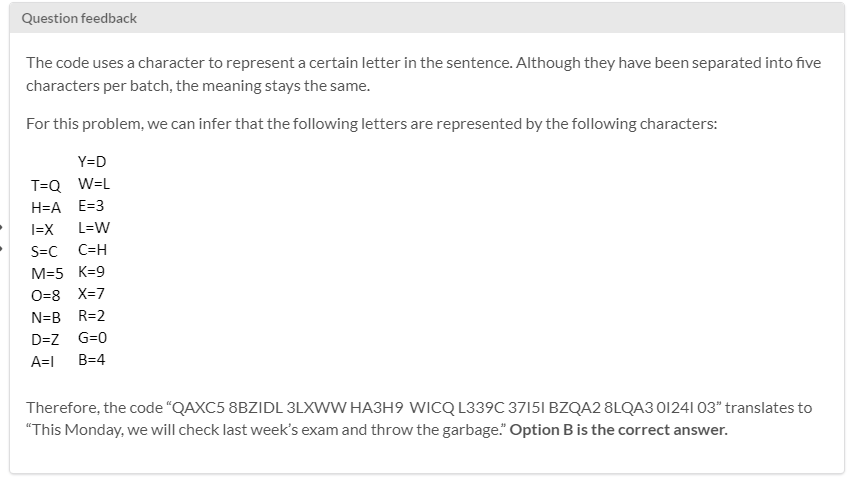 Question feedback
The code uses a character to represent a certain letter in the sentence. Although they have been separated into five
characters per batch, the meaning stays the same.
For this problem, we can infer that the following letters are represented by the following characters:
Y=D
T=Q W=L
H=A E=3
I=X L=W
S=C C=H
M=5 K=9
O=8 X=7
N=B R=2
D=Z G=0
A=I B=4
Therefore, the code “QAXC5 8BZIDL 3LXWW HA3H9 WICQ L339C 3715I BZQA2 8LQA3 0I24I 03” translates to
“This Monday, we will check last week’s exam and throw the garbage.” Option B is the correct answer.